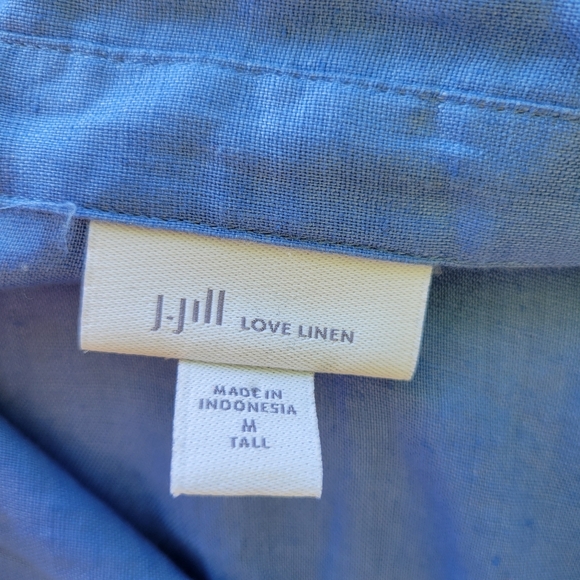 J.Jill LOVE LINEN
MADE IN
INDONESIA
M
TALL